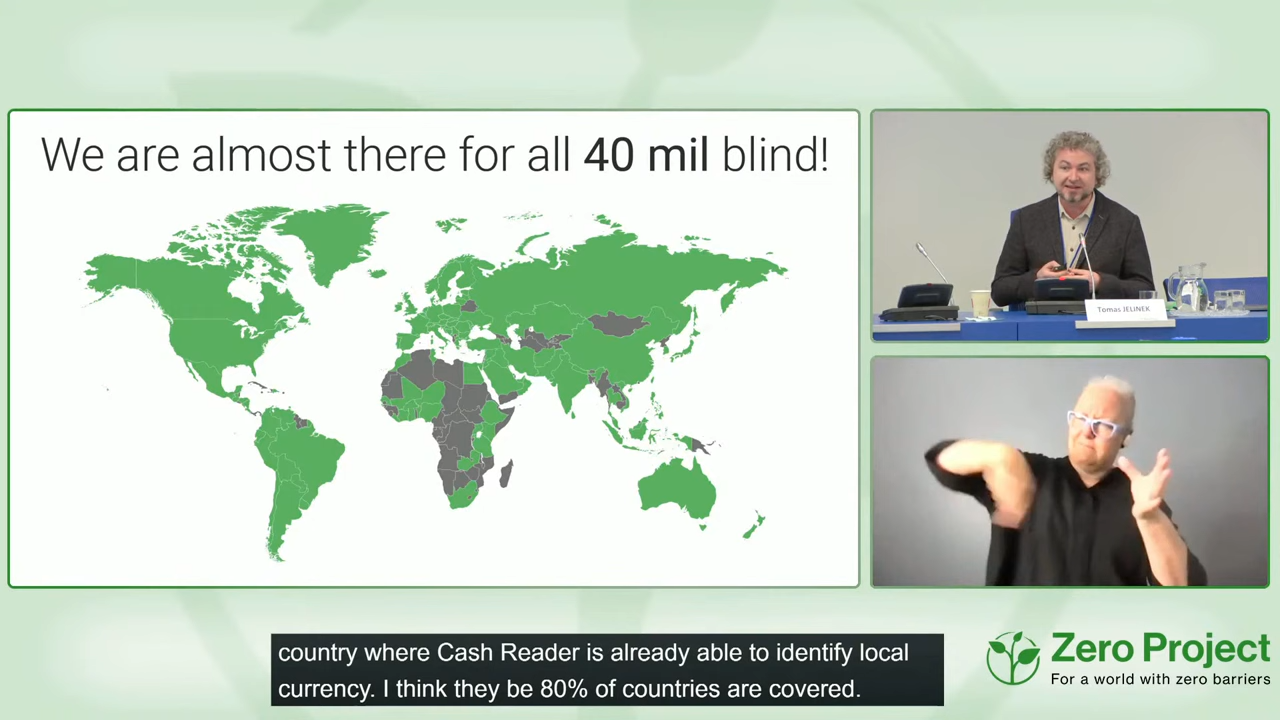 We are almost there for all 40 mil blind!
Tomas JELINEK
country where Cash Reader is already able to identify local
currency. I think they be 80% of countries are covered.
Zero Project
For a world with zero barriers